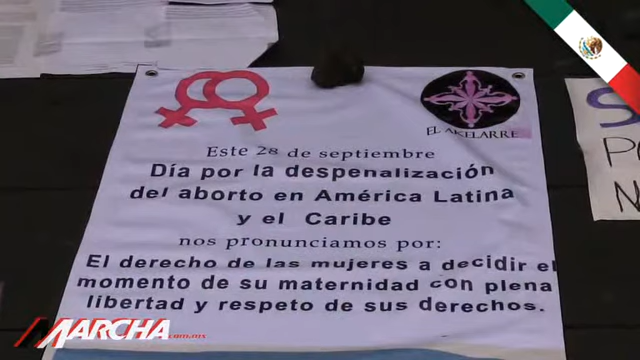 EL AKELARRE
Este 28 de septiembre
Día por la despenalización
del aborto en América Latina
y el Caribe
nos pronunciamos por:
El derecho de las mujeres a decidir el
momento de su maternidad con plena
libertad y respeto de sus derechos.
MARCHA.com.mx